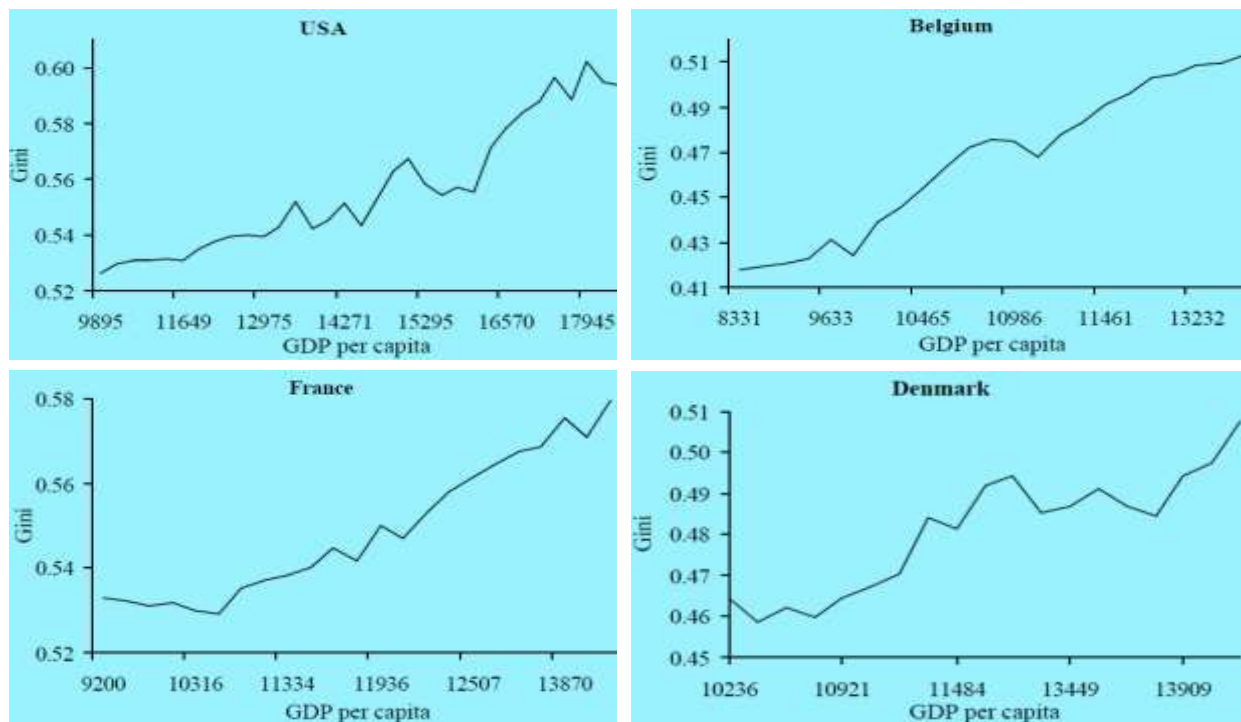 USA
0.60
0.58
0.56
0.54
0.52
Gini
9895 11649 12975 14271 15295 16570 17945
GDP per capita
Belgium
0.51
0.49
0.47
0.45
0.43
0.41
Gini
8331 9633 10465 10986 11461 13232
GDP per capita
France
0.58
0.56
0.54
0.52
Gini
9200 10316 11334 11936 12507 13870
GDP per capita
Denmark
0.51
0.50
0.49
0.48
0.47
0.46
0.45
Gini
10236 10921 11484 13449 13909
GDP per capita